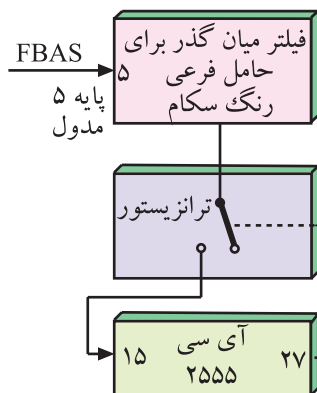 فیلتر میان گذر برای
حامل فرعی
رنگ سکام
۵
FBAS
پایه ۵
مدول
ترانزیستور
آی سی
۲۵۵۵
۱۵
۲۷